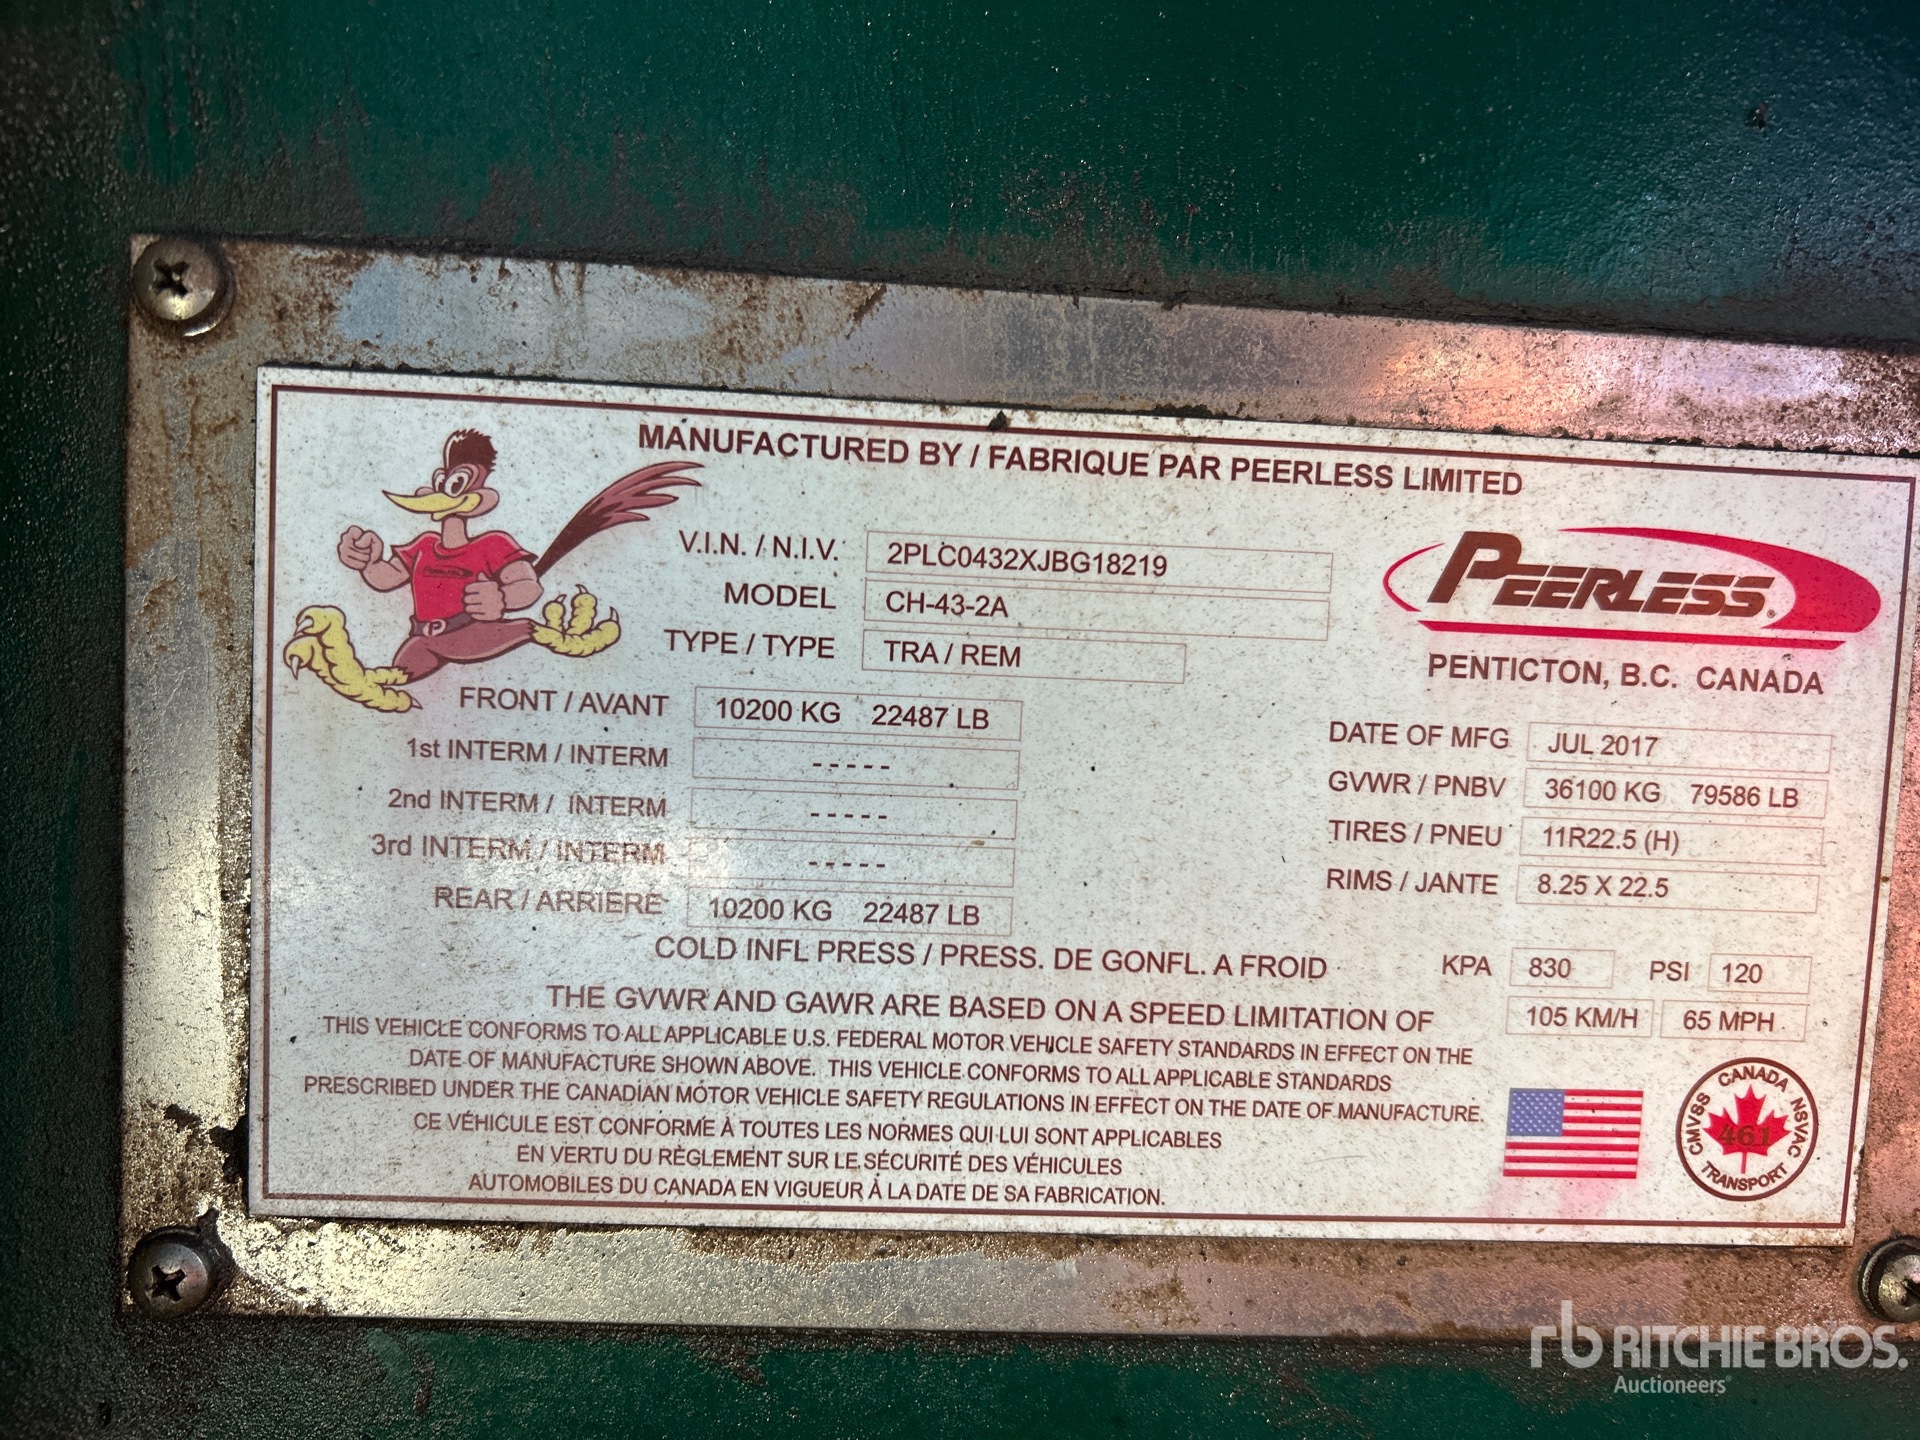 MANUFACTURED BY / FABRIQUE PAR PEERLESS LIMITED
V.I.N. / N.I.V. 2PLC0432XJBG18219
MODEL CH-43-2A
TYPE / TYPE TRA / REM
PEERLESS
PEERLESS
PENTICTON, B.C. CANADA
FRONT / AVANT 10200 KG 22487 LB
1st INTERM / INTERM - - - - -
2nd INTERM / INTERM - - - - -
3rd INTERM / INTERM - - - - -
REAR / ARRIERE 10200 KG 22487 LB
DATE OF MFG JUL 2017
GVWR / PNBV 36100 KG 79586 LB
TIRES / PNEU 11R22.5 (H)
RIMS / JANTE 8.25 X 22.5
COLD INFL PRESS / PRESS. DE GONFL. A FROID KPA 830 PSI 120
THE GVWR AND GAWR ARE BASED ON A SPEED LIMITATION OF 105 KM/H 65 MPH
THIS VEHICLE CONFORMS TO ALL APPLICABLE U.S. FEDERAL MOTOR VEHICLE SAFETY STANDARDS IN EFFECT ON THE
DATE OF MANUFACTURE SHOWN ABOVE. THIS VEHICLE CONFORMS TO ALL APPLICABLE STANDARDS
PRESCRIBED UNDER THE CANADIAN MOTOR VEHICLE SAFETY REGULATIONS IN EFFECT ON THE DATE OF MANUFACTURE.
CE VÉHICULE EST CONFORME À TOUTES LES NORMES QUI LUI SONT APPLICABLES
EN VERTU DU RÈGLEMENT SUR LE SÉCURITÉ DES VÉHICULES
AUTOMOBILES DU CANADA EN VIGUEUR À LA DATE DE SA FABRICATION.
CANADA
CMVSS
NSVAC
461
TRANSPORT
rb RITCHIE BROS.
Auctioneers